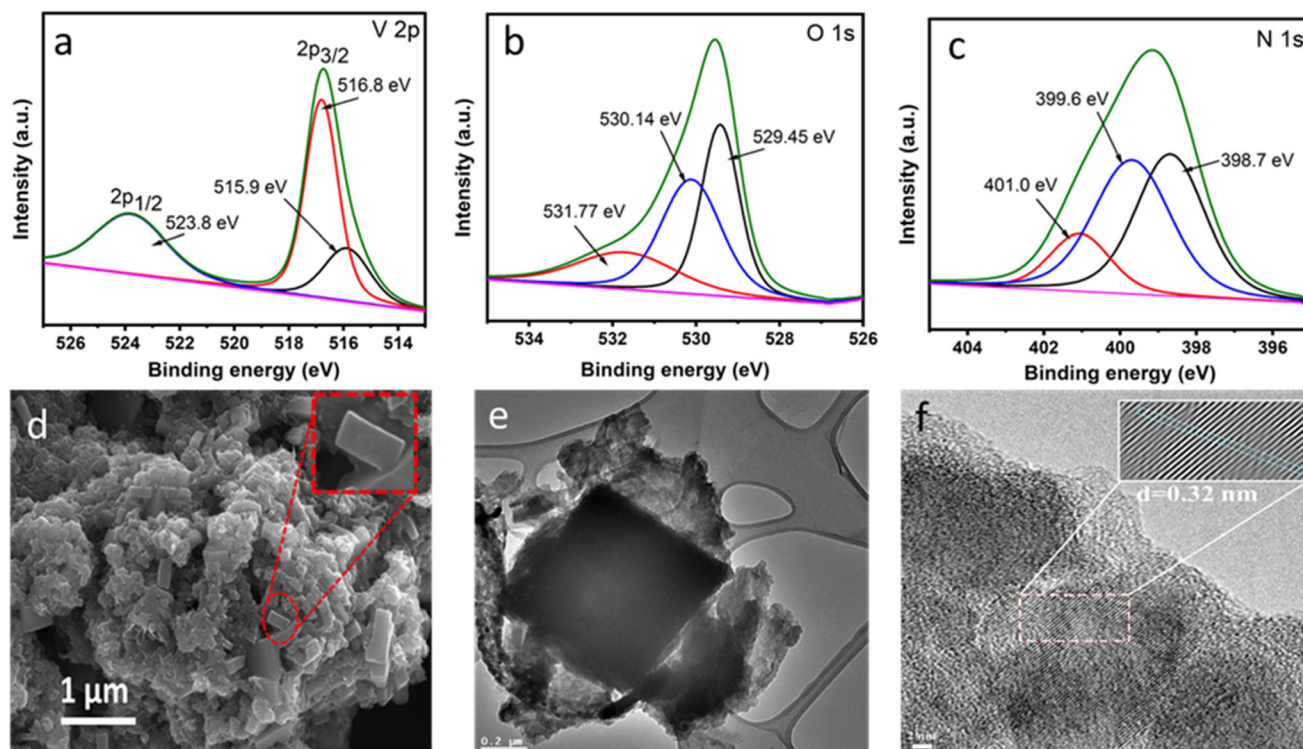 a
V 2p
2p3/2
516.8 eV
515.9 eV
2p1/2
523.8 eV
Intensity (a.u.)
526 524 522 520 518 516 514
Binding energy (eV)
b
O 1s
530.14 eV
529.45 eV
531.77 eV
Intensity (a.u.)
534 532 530 528 526
Binding energy (eV)
c
N 1s
399.6 eV
398.7 eV
401.0 eV
Intensity (a.u.)
404 402 400 398 396
Binding energy (eV)
d
1 μm
e
0.2 μm
f
d=0.32 nm